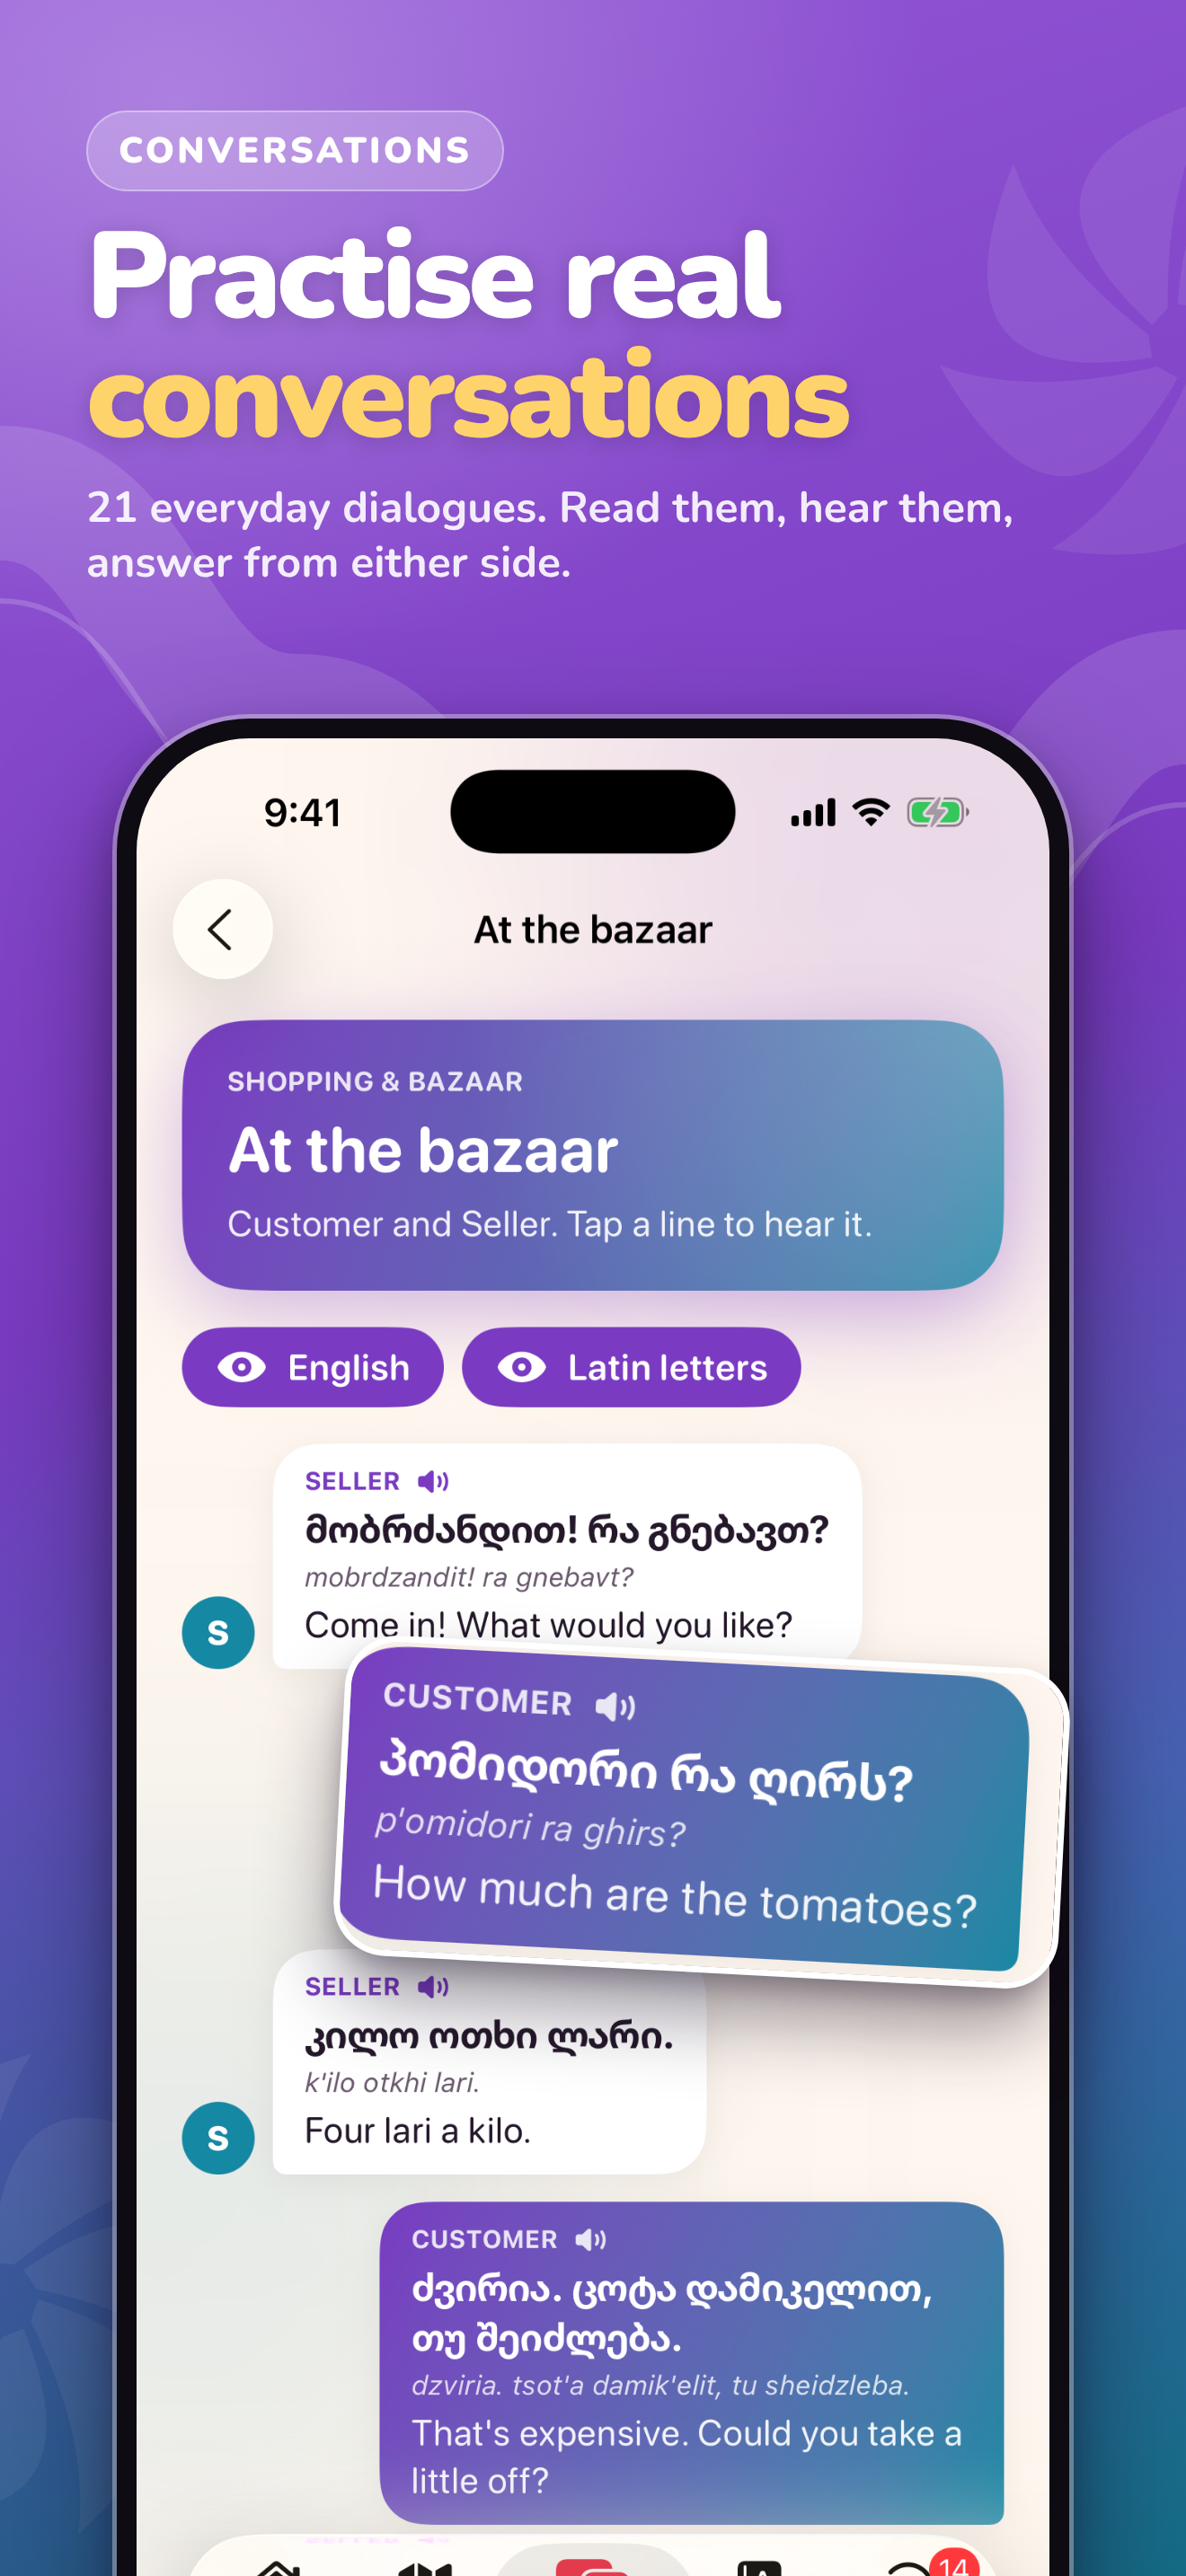 CONVERSATIONS
Practise real
conversations
21 everyday dialogues. Read them, hear them,
answer from either side.
9:41
At the bazaar
SHOPPING & BAZAAR
At the bazaar
Customer and Seller. Tap a line to hear it.
English
Latin letters
SELLER
მობრძანდით! რა გნებავთ?
mobrdzandit! ra gnebavt?
Come in! What would you like?
S
CUSTOMER
პომიდორი რა ღირს?
p'omidori ra ghirs?
How much are the tomatoes?
SELLER
კილო ოთხი ლარი.
k'ilo otkhi lari.
Four lari a kilo.
S
CUSTOMER
ძვირია. ცოტა დამიკელით,
თუ შეიძლება.
dzviria. tsot'a damik'elit, tu sheidzleba.
That's expensive. Could you take a
little off?
14